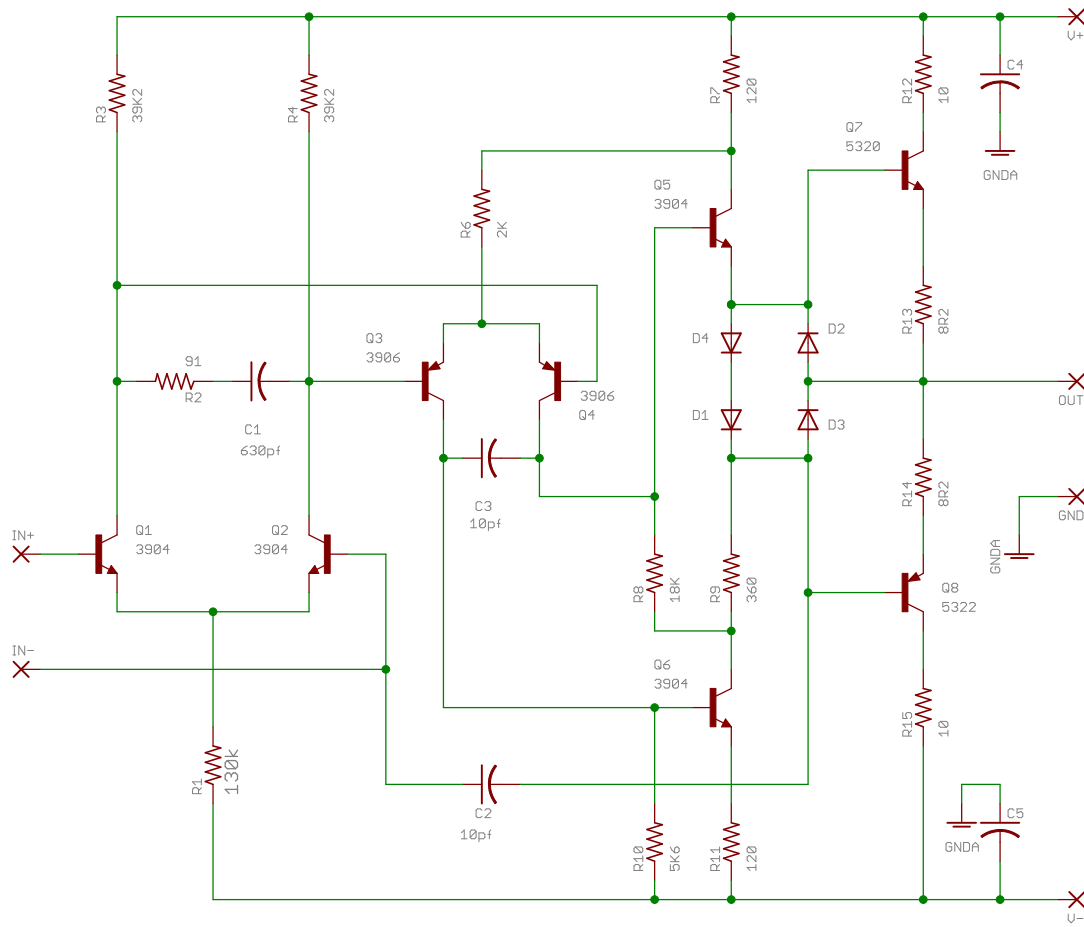 V+
C4
GNDA
R3
39K2
R4
39K2
R7
120
R12
10
Q7
5320
Q5
3904
R6
2K
R13
8R2
D4
D2
Q3
3906
91
R2
C1
630pf
3906
Q4
OUT
D1
D3
C3
10pf
R14
8R2
GND
GNDA
IN+
Q1
3904
Q2
3904
R8
18K
R9
360
Q8
5322
IN-
Q6
3904
R15
10
R1
130k
C2
10pf
R10
5K6
R11
120
C5
GNDA
V-